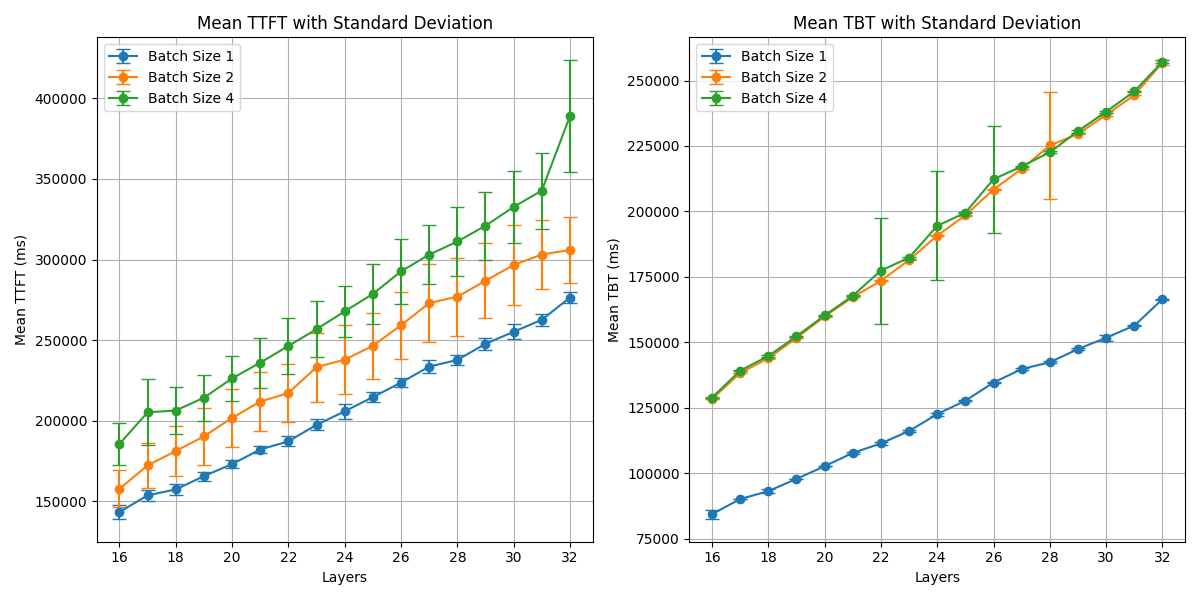 Mean TTFT with Standard Deviation
Batch Size 1
Batch Size 2
Batch Size 4
400000
350000
300000
250000
200000
150000
Mean TTFT (ms)
16 18 20 22 24 26 28 30 32
Layers
Mean TBT with Standard Deviation
Batch Size 1
Batch Size 2
Batch Size 4
250000
225000
200000
175000
150000
125000
100000
75000
Mean TBT (ms)
16 18 20 22 24 26 28 30 32
Layers